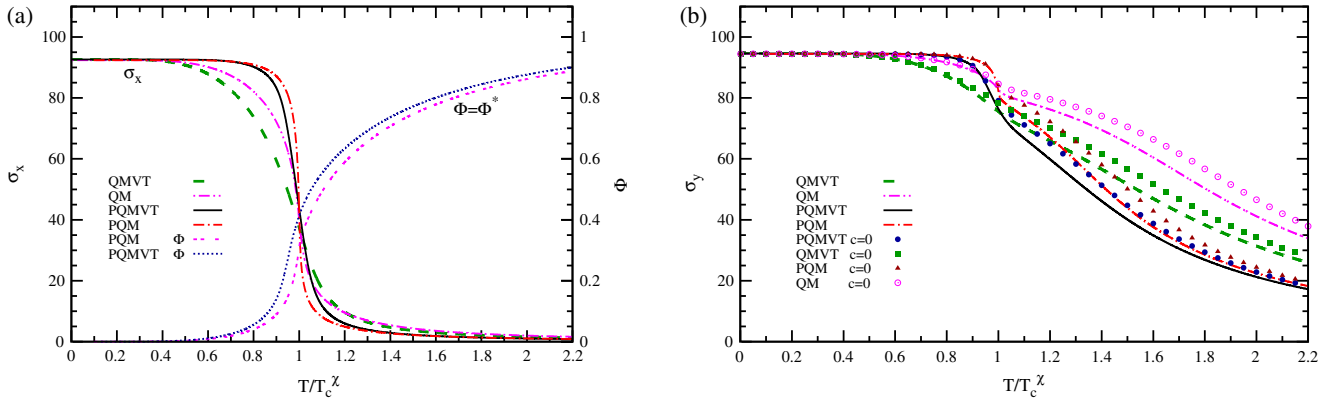 (a)
100
80
60
40
20
0
σx
σx
QMVT
QM
PQMVT
PQM
PQM Φ
PQMVT Φ
Φ=Φ*
1
0.8
0.6
0.4
0.2
0
Φ
0 0.2 0.4 0.6 0.8 1 1.2 1.4 1.6 1.8 2 2.2
T/Tcχ
(b)
100
80
60
40
20
0
σy
QMVT
QM
PQMVT
PQM
PQMVT c=0
QMVT c=0
PQM c=0
QM c=0
0 0.2 0.4 0.6 0.8 1 1.2 1.4 1.6 1.8 2 2.2
T/Tcχ